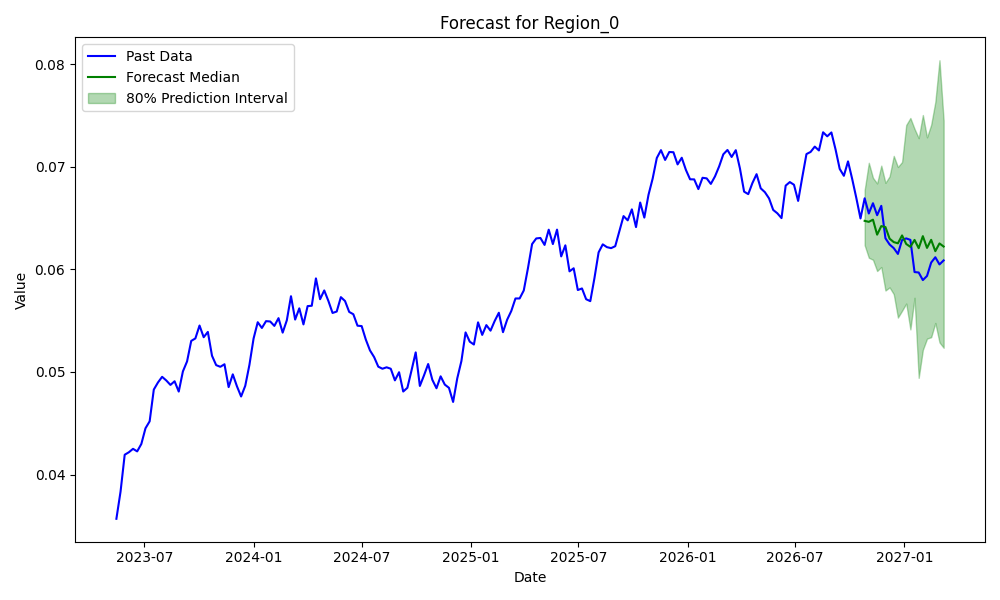 Forecast for Region_0
Past Data
Forecast Median
80% Prediction Interval
Value
0.08
0.07
0.06
0.05
0.04
2023-07
2024-01
2024-07
2025-01
2025-07
2026-01
2026-07
2027-01
Date